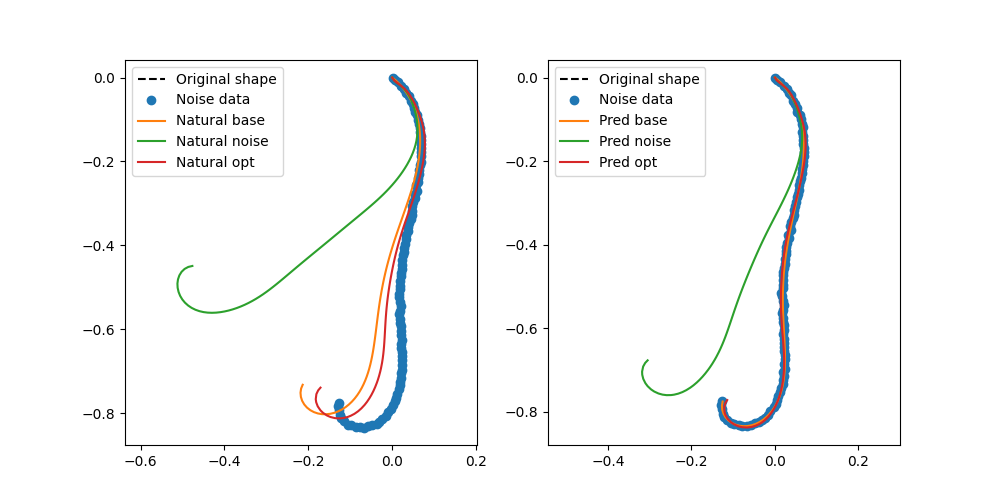 Original shape
Noise data
Natural base
Natural noise
Natural opt
0.0
−0.2
−0.4
−0.6
−0.8
−0.6
−0.4
−0.2
0.0
0.2
Original shape
Noise data
Pred base
Pred noise
Pred opt
0.0
−0.2
−0.4
−0.6
−0.8
−0.4
−0.2
0.0
0.2